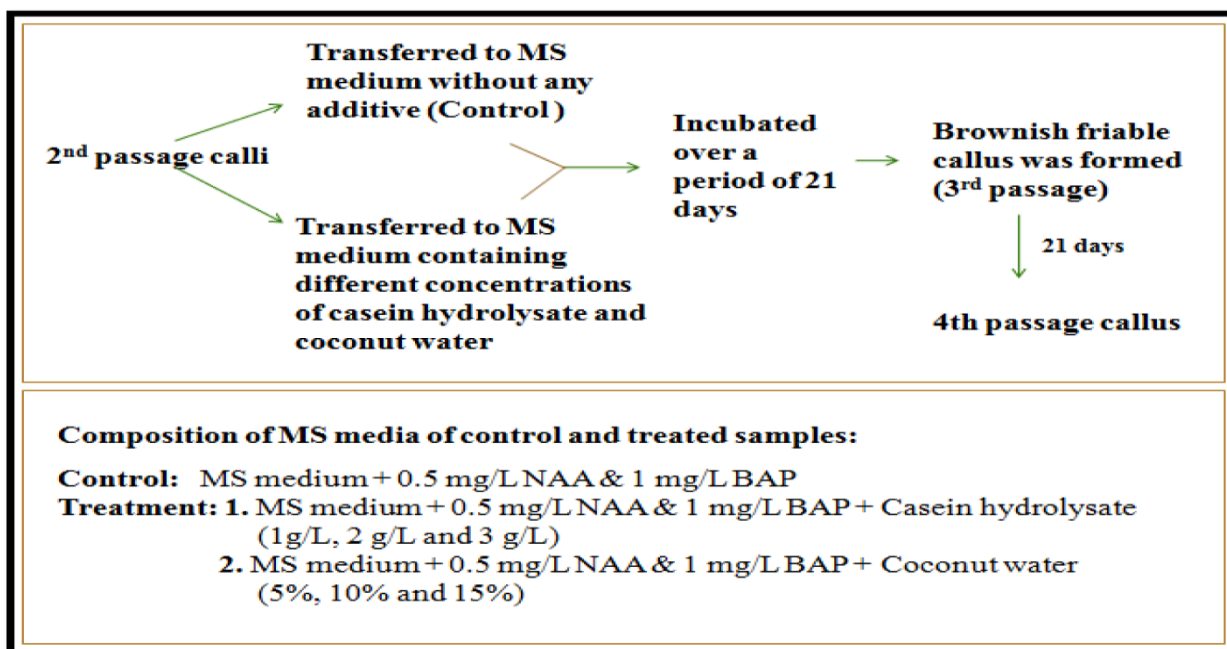 Transferred to MS
medium without any
additive (Control )
2nd passage calli
Transferred to MS
medium containing
different concentrations
of casein hydrolysate and
coconut water
Incubated
over a
period of 21
days
Brownish friable
callus was formed
(3rd passage)
21 days
4th passage callus
Composition of MS media of control and treated samples:
Control: MS medium + 0.5 mg/L NAA & 1 mg/L BAP
Treatment: 1. MS medium + 0.5 mg/L NAA & 1 mg/L BAP + Casein hydrolysate
(1g/L, 2 g/L and 3 g/L)
2. MS medium + 0.5 mg/L NAA & 1 mg/L BAP + Coconut water
(5%, 10% and 15%)